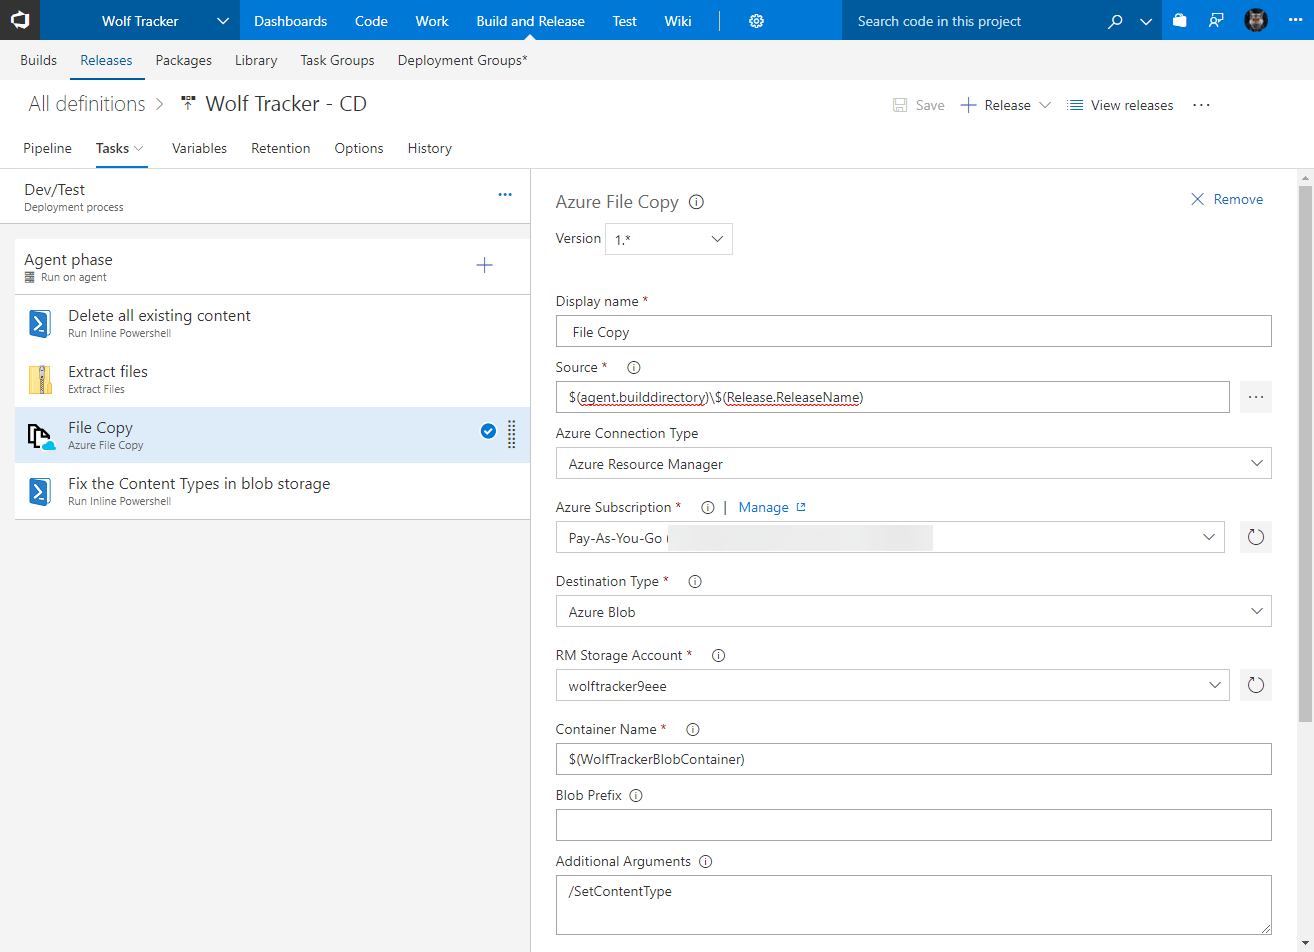 Wolf Tracker Dashboards Code Work Build and Release Test Wiki Search code in this project
Builds Releases Packages Library Task Groups Deployment Groups*
All definitions > Wolf Tracker - CD Save Release View releases ...
Pipeline Tasks Variables Retention Options History
Dev/Test
Deployment process
Agent phase
Run on agent
Delete all existing content
Run Inline Powershell
Extract files
Extract Files
File Copy
Azure File Copy
Fix the Content Types in blob storage
Run Inline Powershell
Azure File Copy Remove
Version 1.*
Display name *
File Copy
Source *
$(agent.builddirectory)\$(Release.ReleaseName)
Azure Connection Type
Azure Resource Manager
Azure Subscription * | Manage
Pay-As-You-Go (
Destination Type *
Azure Blob
RM Storage Account *
wolftracker9eee
Container Name *
$(WolfTrackerBlobContainer)
Blob Prefix
Additional Arguments
/SetContentType